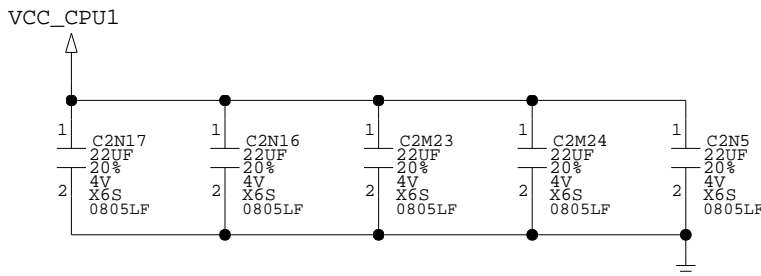 VCC_CPU1
1 1 1 1 1
C2N17 C2N16 C2M23 C2M24 C2N5
22UF 22UF 22UF 22UF 22UF
20% 20% 20% 20% 20%
4V 4V 4V 4V 4V
2 2 2 2 2
X6S X6S X6S X6S X6S
0805LF 0805LF 0805LF 0805LF 0805LF